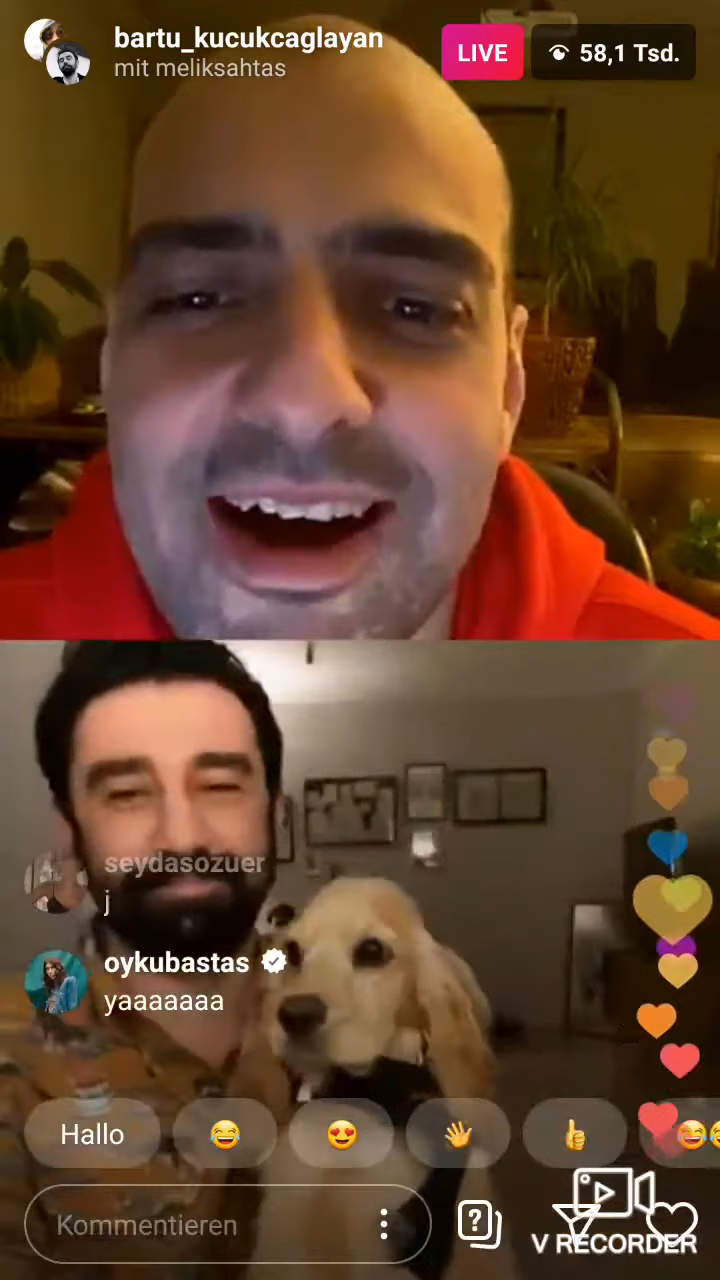 bartu_kucukcaglayan
mit meliksahtas
LIVE
58,1 Tsd.
seydasozuer
j
oykubastas
yaaaaaaa
Hallo
Kommentieren
V RECORDER